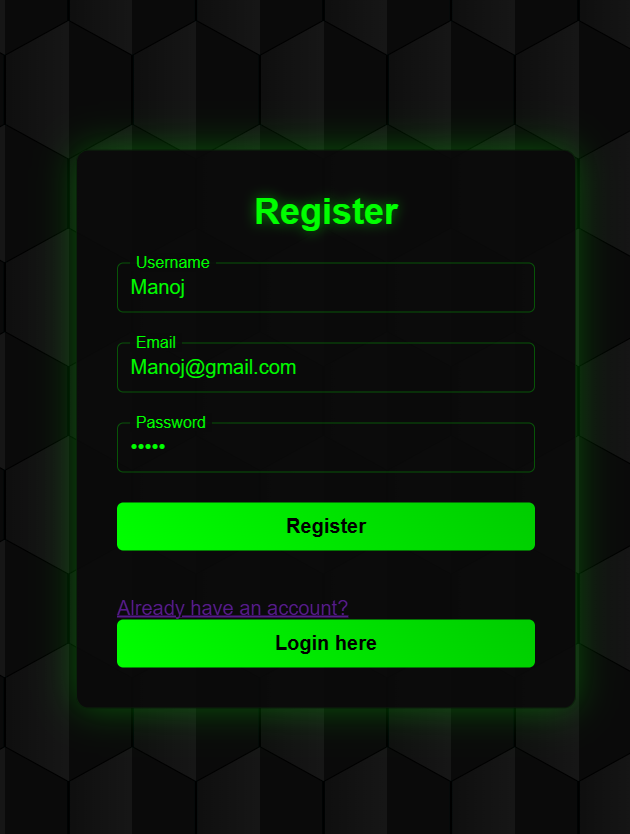 Register
Username
Manoj
Email
Manoj@gmail.com
Password
•••••
Register
Already have an account?
Login here